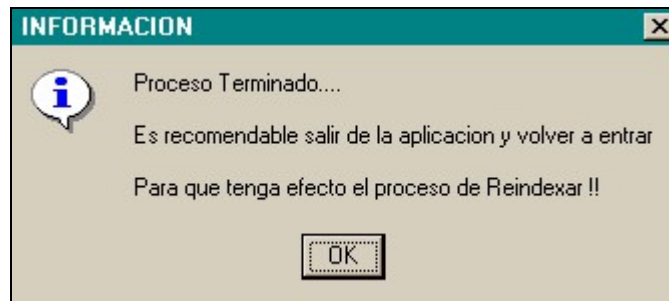 INFORMACION
Proceso Terminado....
Es recomendable salir de la aplicacion y volver a entrar
Para que tenga efecto el proceso de Reindexar !!
OK